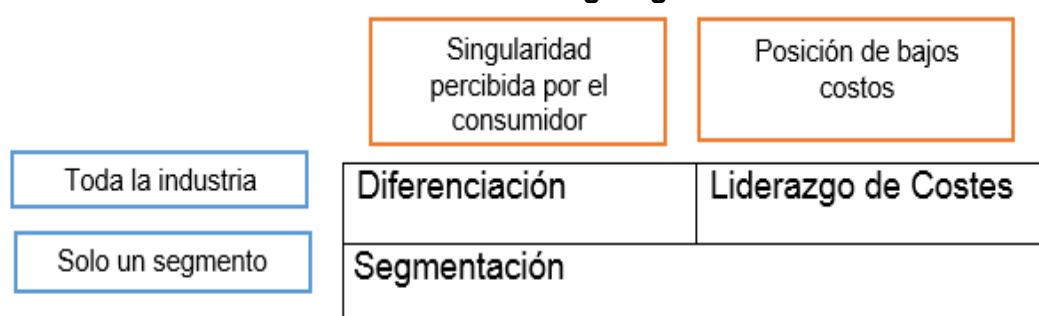 Singularidad
percibida por el
consumidor
Posición de bajos
costos
Toda la industria
Diferenciación
Liderazgo de Costes
Solo un segmento
Segmentación